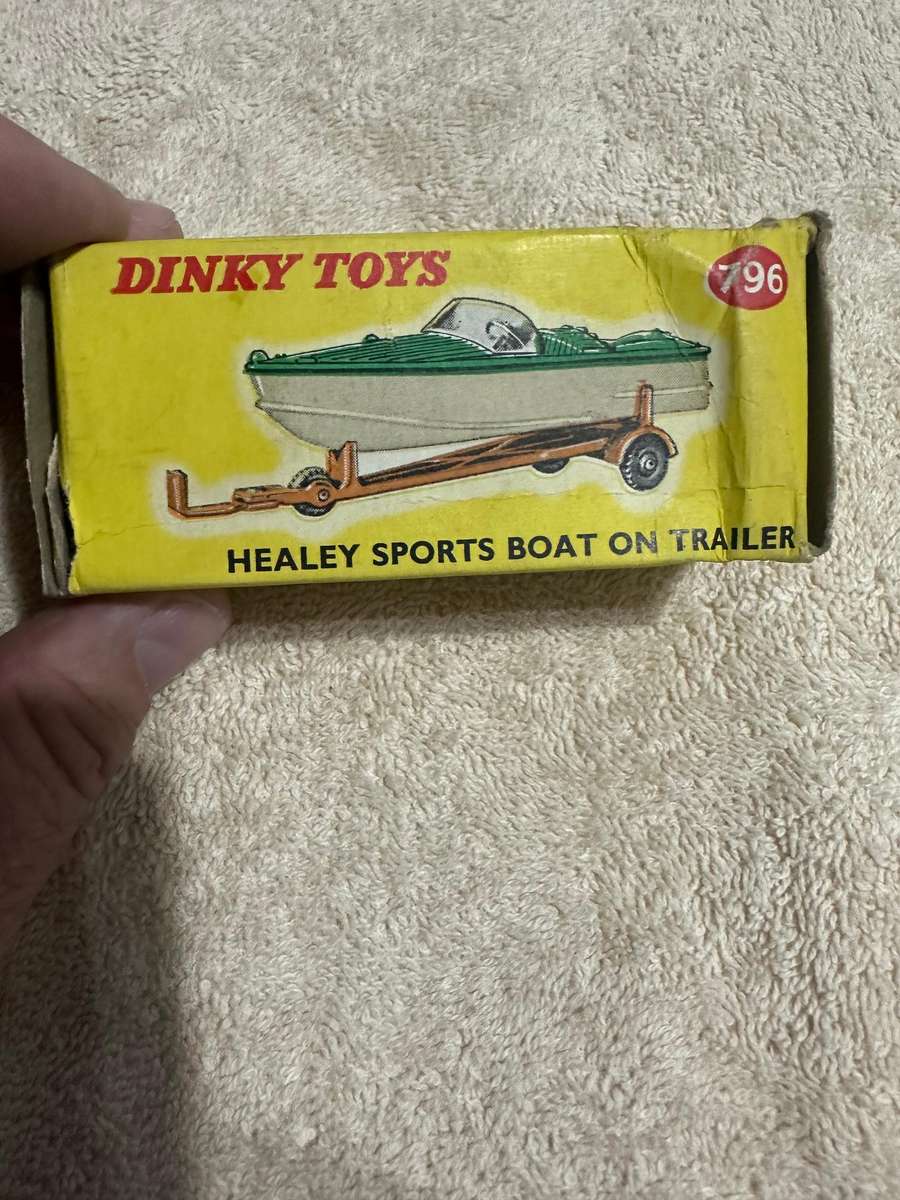 DINKY TOYS
796
HEALEY SPORTS BOAT ON TRAILER